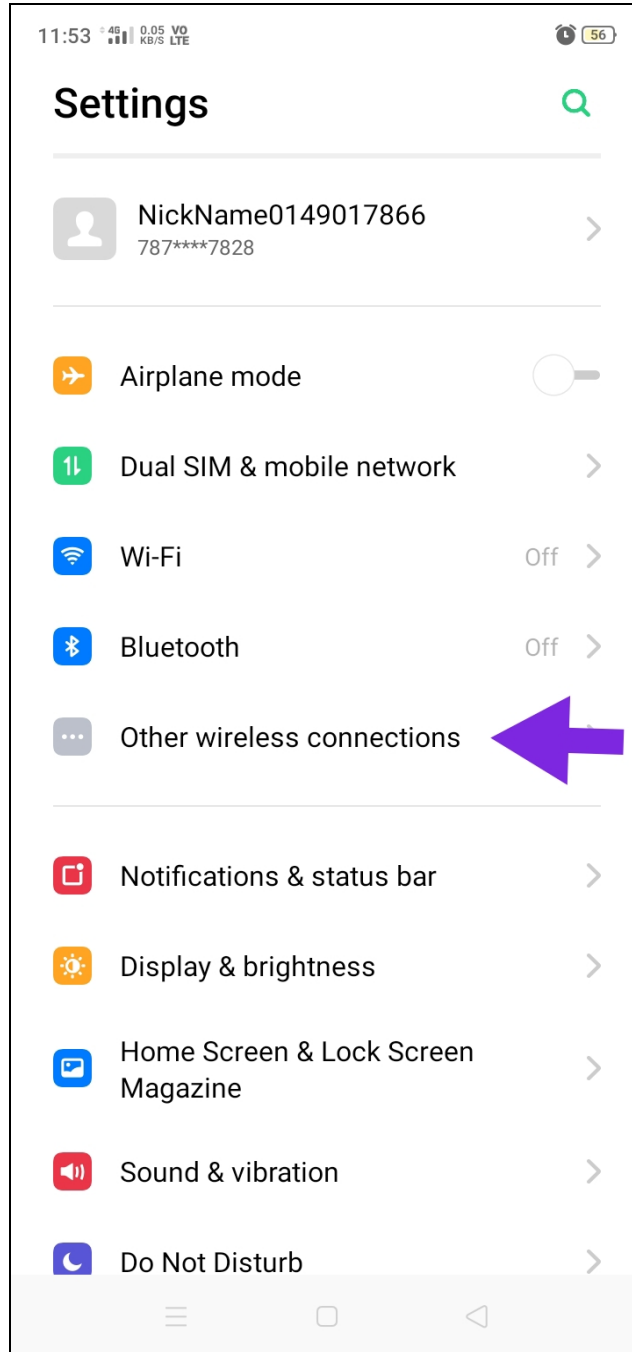 11:53 4G 0.05 KB/S VO LTE 56
Settings
NickName0149017866
787****7828
Airplane mode
Dual SIM & mobile network
Wi-Fi Off
Bluetooth Off
Other wireless connections
Notifications & status bar
Display & brightness
Home Screen & Lock Screen
Magazine
Sound & vibration
Do Not Disturb